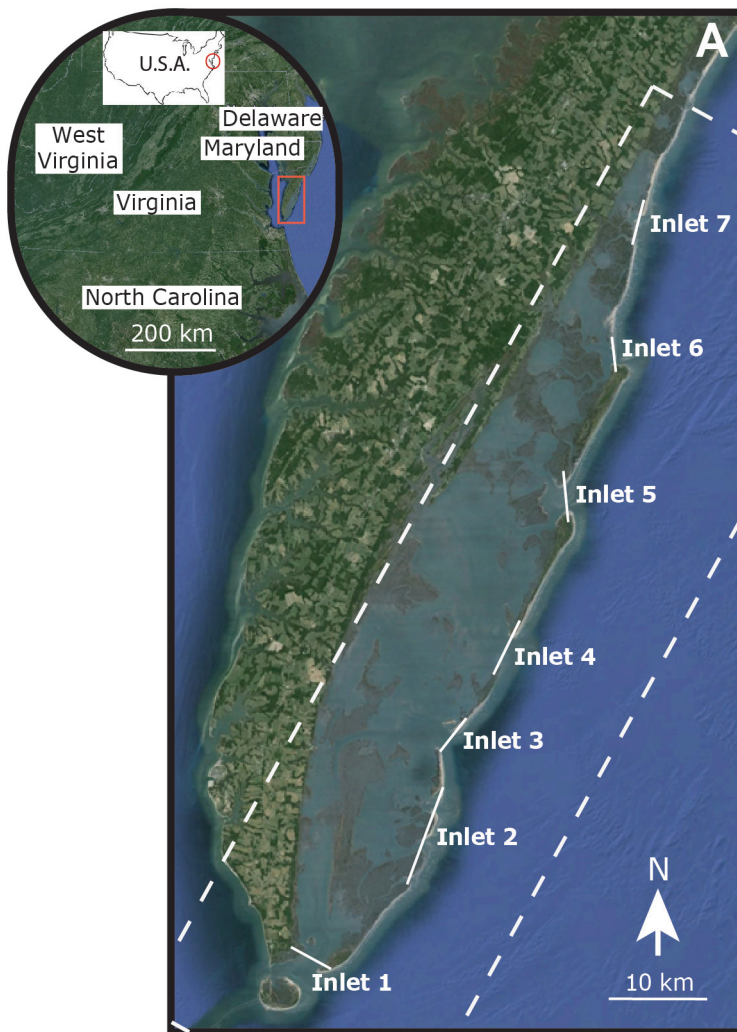 A
U.S.A.
Delaware
Maryland
West
Virginia
Virginia
North Carolina
200 km
Inlet 7
Inlet 6
Inlet 5
Inlet 4
Inlet 3
Inlet 2
Inlet 1
N
10 km